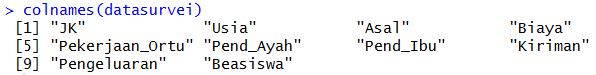 > colnames(datasurvei)
[1] "JK" "Usia" "Asal" "Biaya"
[5] "Pekerjaan_Ortu" "Pend_Ayah" "Pend_Ibu" "Kiriman"
[9] "Pengeluaran" "Beasiswa"